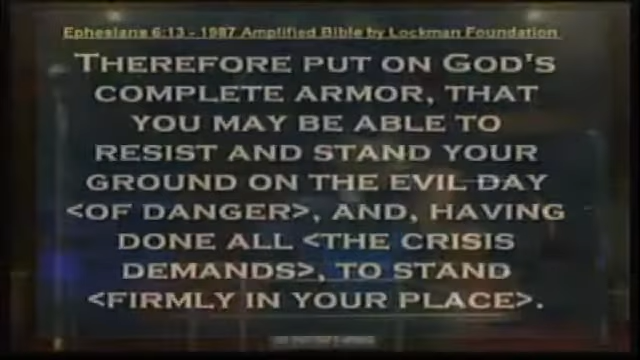 Ephesians 6:13 - 1987 Amplified Bible by Lockman Foundation
THEREFORE PUT ON GOD'S
COMPLETE ARMOR, THAT
YOU MAY BE ABLE TO
RESIST AND STAND YOUR
GROUND ON THE EVIL DAY
<OF DANGER>, AND, HAVING
DONE ALL <THE CRISIS
DEMANDS>, TO STAND
<FIRMLY IN YOUR PLACE>.